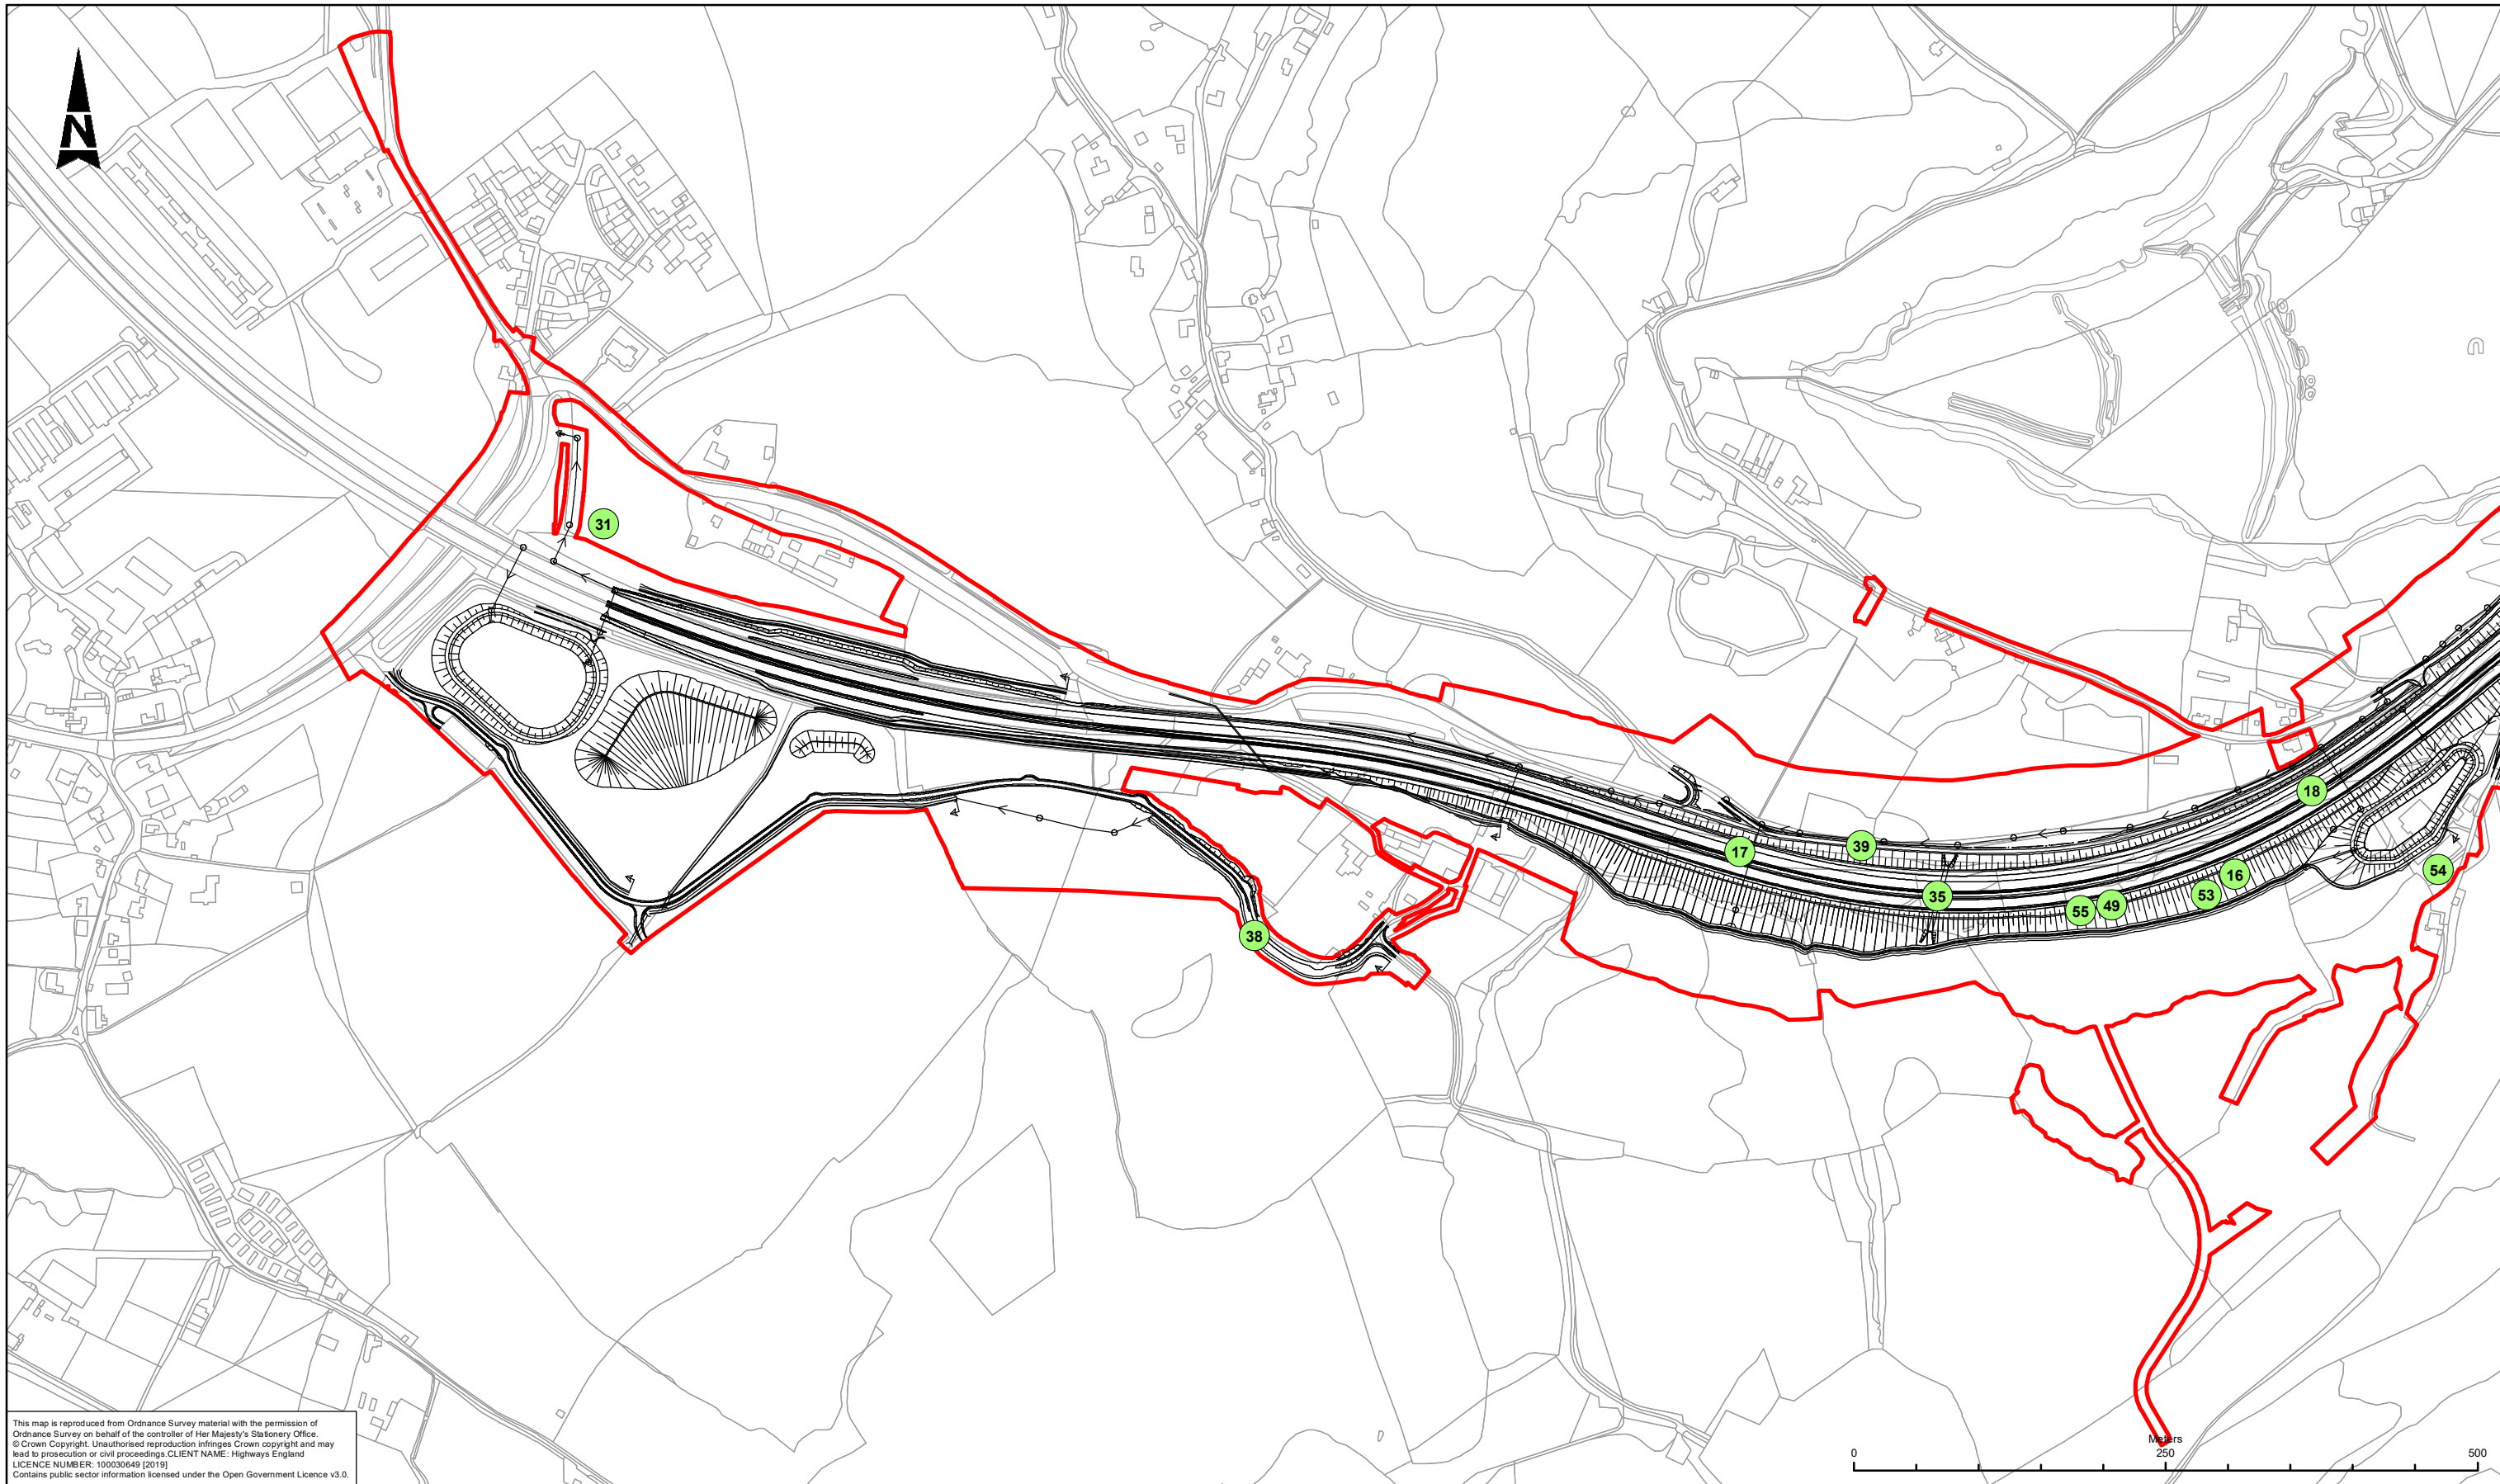 N
31
17
39
18
35
16
54
53
55
49
38
This map is reproduced from Ordnance Survey material with the permission of
Ordnance Survey on behalf of the controller of Her Majesty's Stationery Office.
© Crown Copyright. Unauthorised reproduction infringes Crown copyright and may
lead to prosecution or civil proceedings.CLIENT NAME: Highways England
LICENCE NUMBER: 100030649 [2019]
Contains public sector information licensed under the Open Government Licence v3.0.
Meters
0 250 500